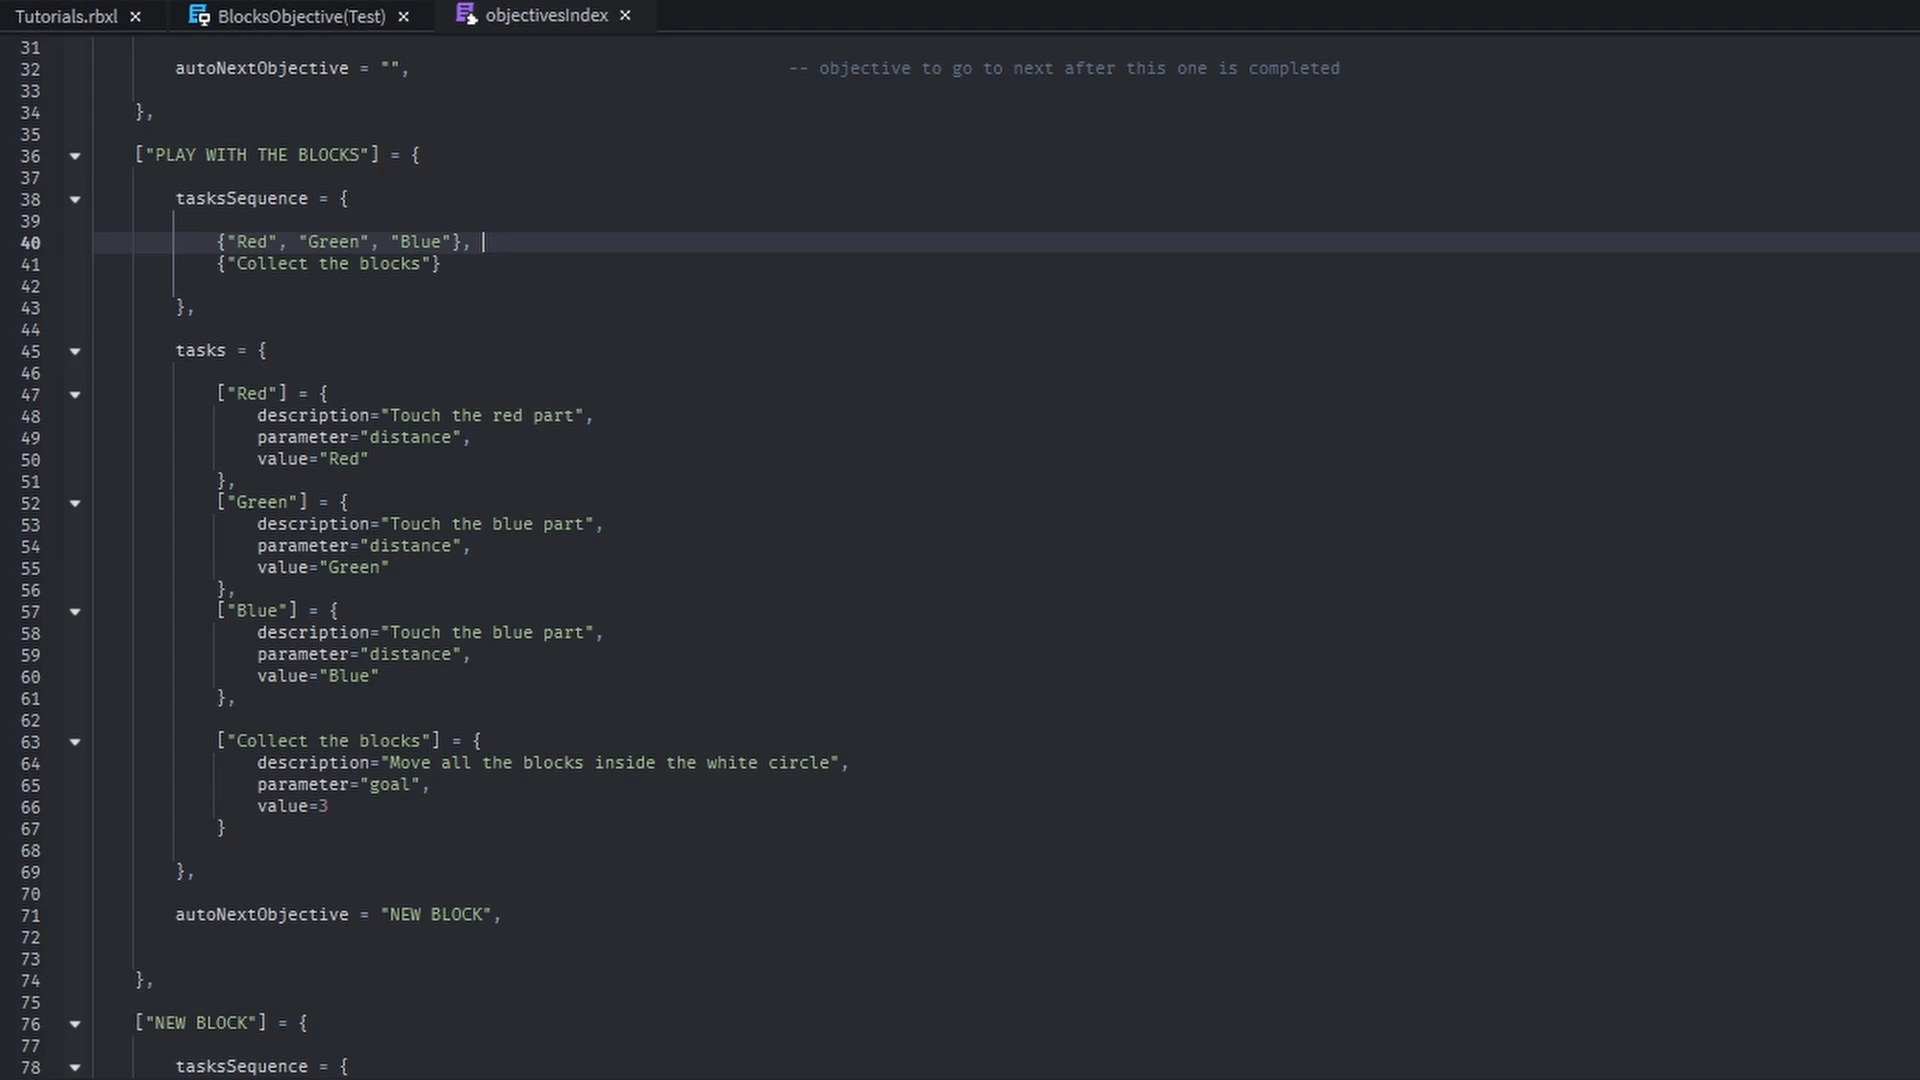 Tutorials.rbxl × BlocksObjective(Test) × objectivesIndex ×
31
32 autoNextObjective = "", -- objective to go to next after this one is completed
33
34 },
35
36 ["PLAY WITH THE BLOCKS"] = {
37
38 tasksSequence = {
39
40 {"Red", "Green", "Blue"},
41 {"Collect the blocks"}
42
43 },
44
45 tasks = {
46
47 ["Red"] = {
48 description="Touch the red part",
49 parameter="distance",
50 value="Red"
51 },
52 ["Green"] = {
53 description="Touch the blue part",
54 parameter="distance",
55 value="Green"
56 },
57 ["Blue"] = {
58 description="Touch the blue part",
59 parameter="distance",
60 value="Blue"
61 },
62
63 ["Collect the blocks"] = {
64 description="Move all the blocks inside the white circle",
65 parameter="goal",
66 value=3
67 }
68
69 },
70
71 autoNextObjective = "NEW BLOCK",
72
73
74 },
75
76 ["NEW BLOCK"] = {
77
78 tasksSequence = {